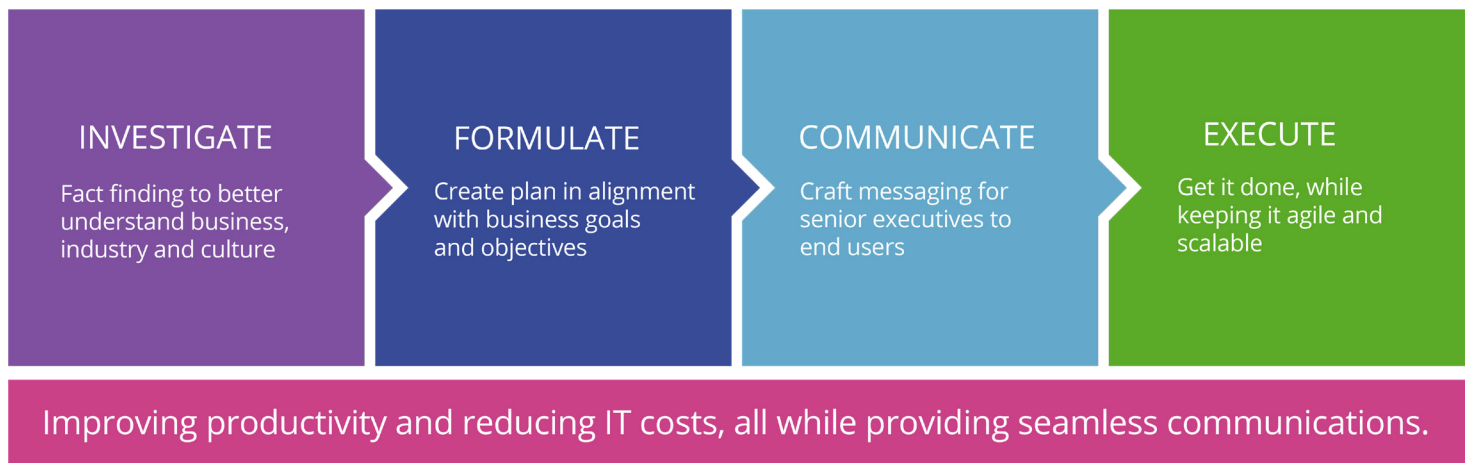 INVESTIGATE
Fact finding to better
understand business,
industry and culture
FORMULATE
Create plan in alignment
with business goals
and objectives
COMMUNICATE
Craft messaging for
senior executives to
end users
EXECUTE
Get it done, while
keeping it agile and
scalable
Improving productivity and reducing IT costs, all while providing seamless communications.